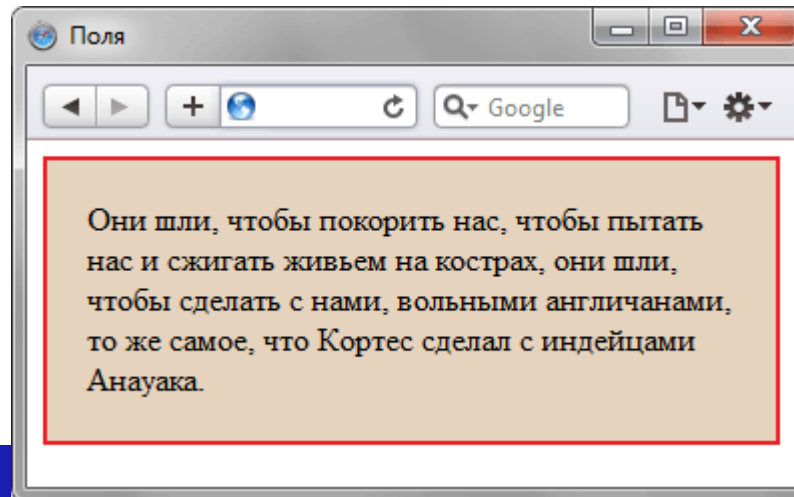 Поля
Google
Они шли, чтобы покорить нас, чтобы пытать
нас и сжигать живьем на кострах, они шли,
чтобы сделать с нами, вольными англичанами,
то же самое, что Кортес сделал с индейцами
Анауака.